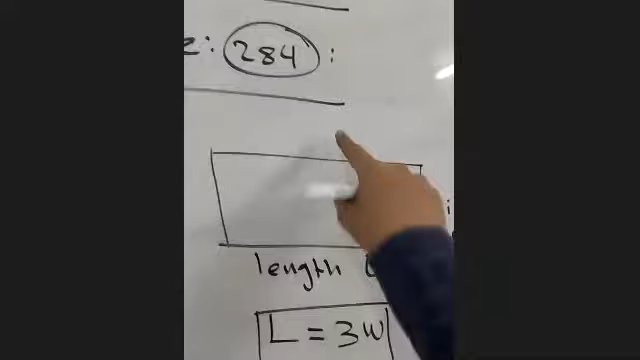 : 284 :
length
L = 3W